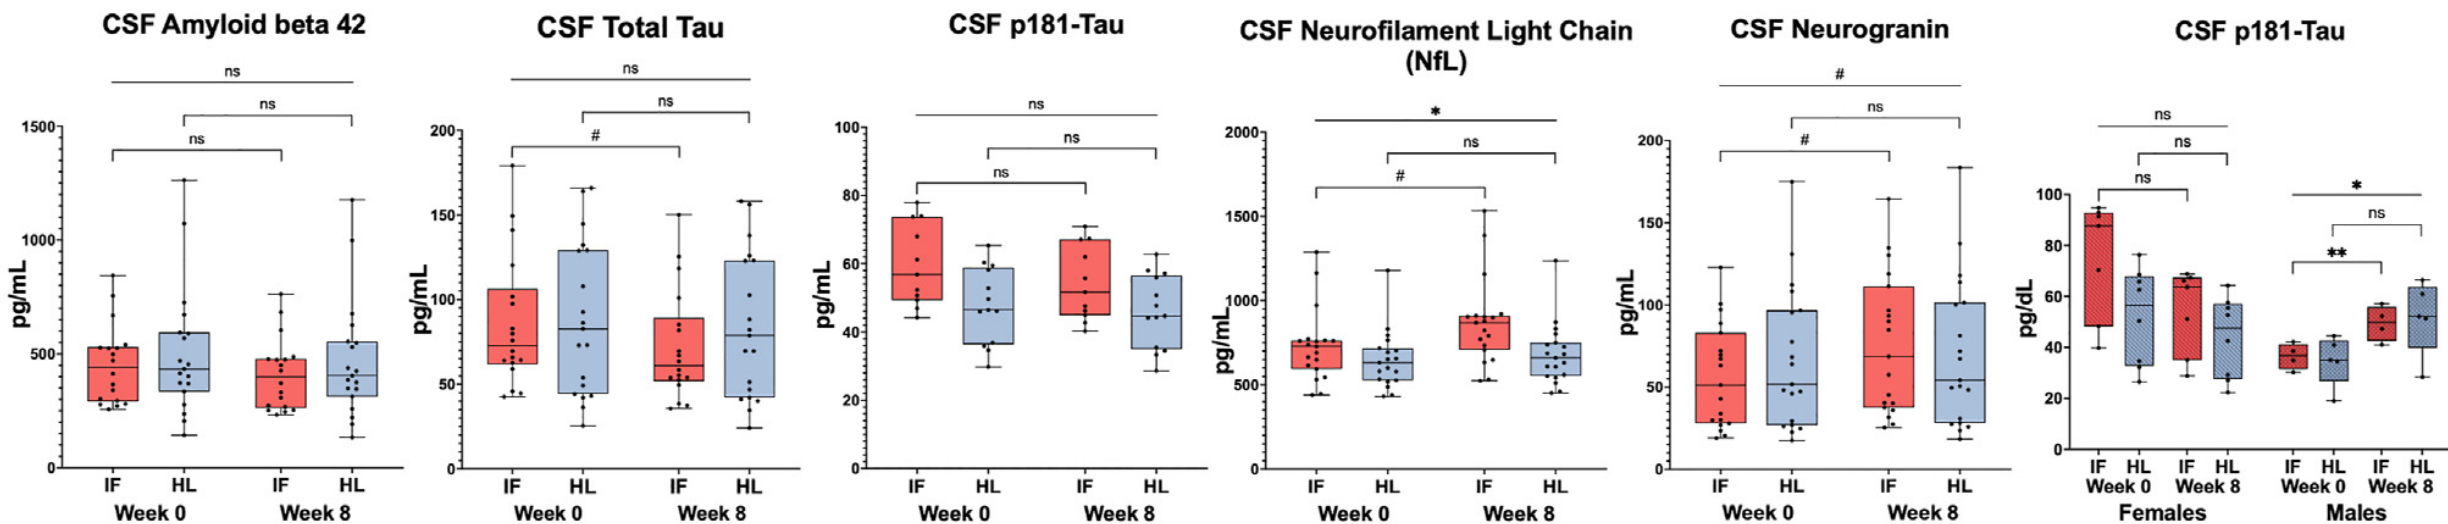 CSF Amyloid beta 42
ns
ns
ns
1500
1000
500
0
pg/mL
IF HL IF HL
Week 0 Week 8
CSF Total Tau
ns
ns
#
200
150
100
50
0
pg/mL
IF HL IF HL
Week 0 Week 8
CSF p181-Tau
ns
ns
ns
100
80
60
40
20
0
pg/mL
IF HL IF HL
Week 0 Week 8
CSF Neurofilament Light Chain
(NfL)
*
ns
#
2000
1500
1000
500
0
pg/mL
IF HL IF HL
Week 0 Week 8
CSF Neurogranin
#
ns
#
200
150
100
50
0
pg/mL
IF HL IF HL
Week 0 Week 8
CSF p181-Tau
ns
ns
ns
*
ns
**
100
80
60
40
20
0
pg/dL
IF HL IF HL IF HL IF HL
Week 0 Week 8 Week 0 Week 8
Females Males